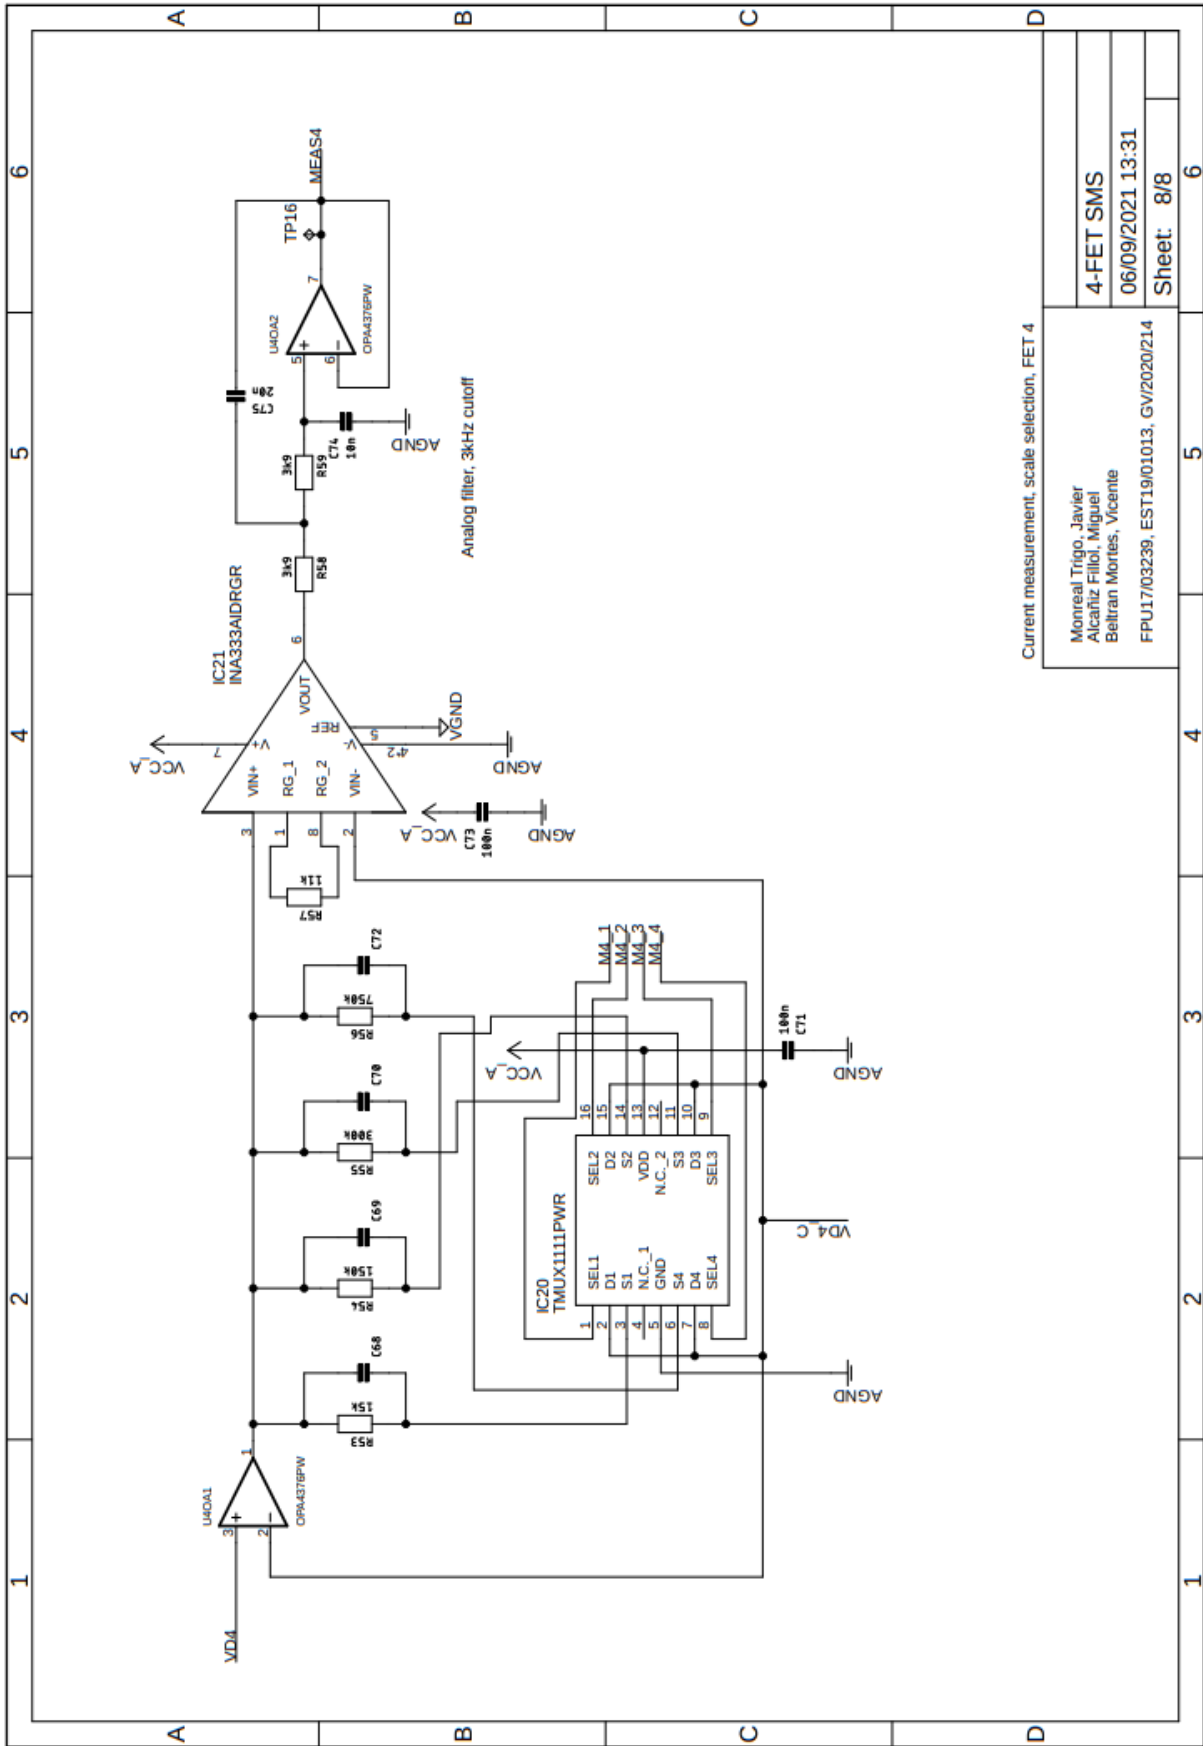 1
2
3
4
5
6
A
B
C
D
VD4
U4OA1
3
+
2
−
1
OPA4376PW
R53
15k
C68
R54
150k
C69
R55
300k
C70
R56
750k
C72
R57
11k
3
1
8
2
VIN+
RG_1
RG_2
VIN-
V+
7
VCC_A
VOUT
6
REF
5
V-
4*2
VGND
AGND
IC21
INA333AIDRGR
VCC_A
C73
100n
AGND
3k9
R58
3k9
R59
C75
20n
C74
10n
AGND
U4OA2
5
+
6
−
7
OPA4376PW
TP16
MEAS4
Analog filter, 3kHz cutoff
IC20
TMUX1111PWR
1
2
3
4
5
6
7
8
SEL1
D1
S1
N.C._1
GND
S4
D4
SEL4
SEL2
D2
S2
VDD
N.C._2
S3
D3
SEL3
16
15
14
13
12
11
10
9
M4_1
M4_2
M4_3
M4_4
VCC_A
100n
C71
AGND
AGND
VD4_C
Current measurement, scale selection, FET 4
Monreal Trigo, Javier
Alcañiz Fillol, Miguel
Beltran Mortes, Vicente
FPU17/03239, EST19/01013, GV/2020/214
4-FET SMS
06/09/2021 13:31
Sheet: 8/8
1
2
3
4
5
6
A
B
C
D